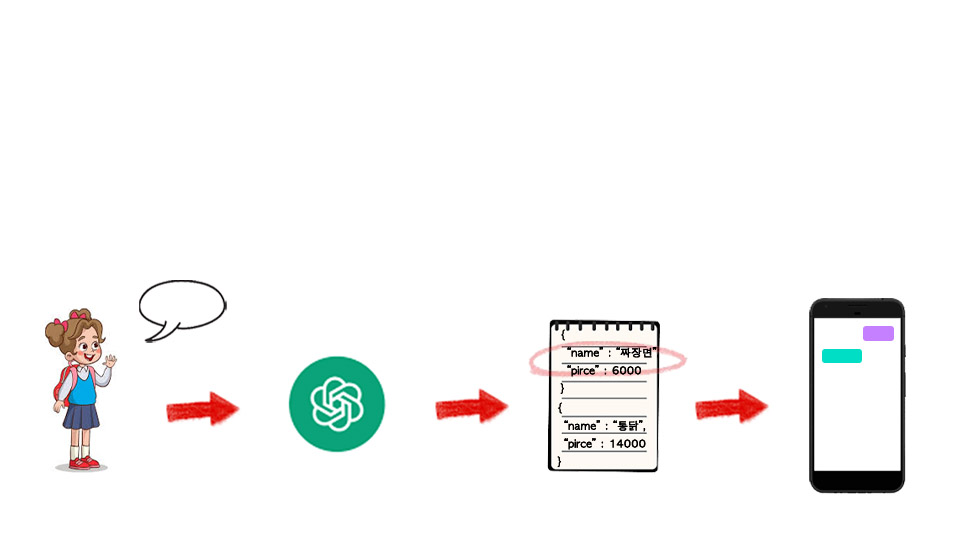 {
“name” : “짜장면”
“pirce” : 6000
}
{
“name” : “통닭”,
“pirce” : 14000
}